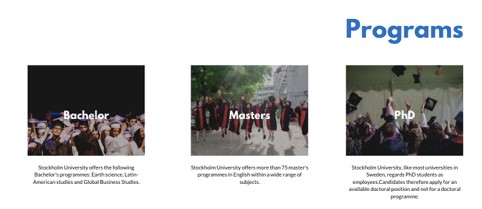 Programs
Bachelor
Stockholm University offers the following
Bachelor's programmes: Earth science, Latin-
American studies and Global Business Studies.
Masters
Stockholm University offers more than 75 master's
programmes in English within a wide range of
subjects.
PhD
Stockholm University, like most universities in
Sweden, regards PhD students as
employees.Candidates therefore apply for an
available doctoral position and not for a doctoral
programme.